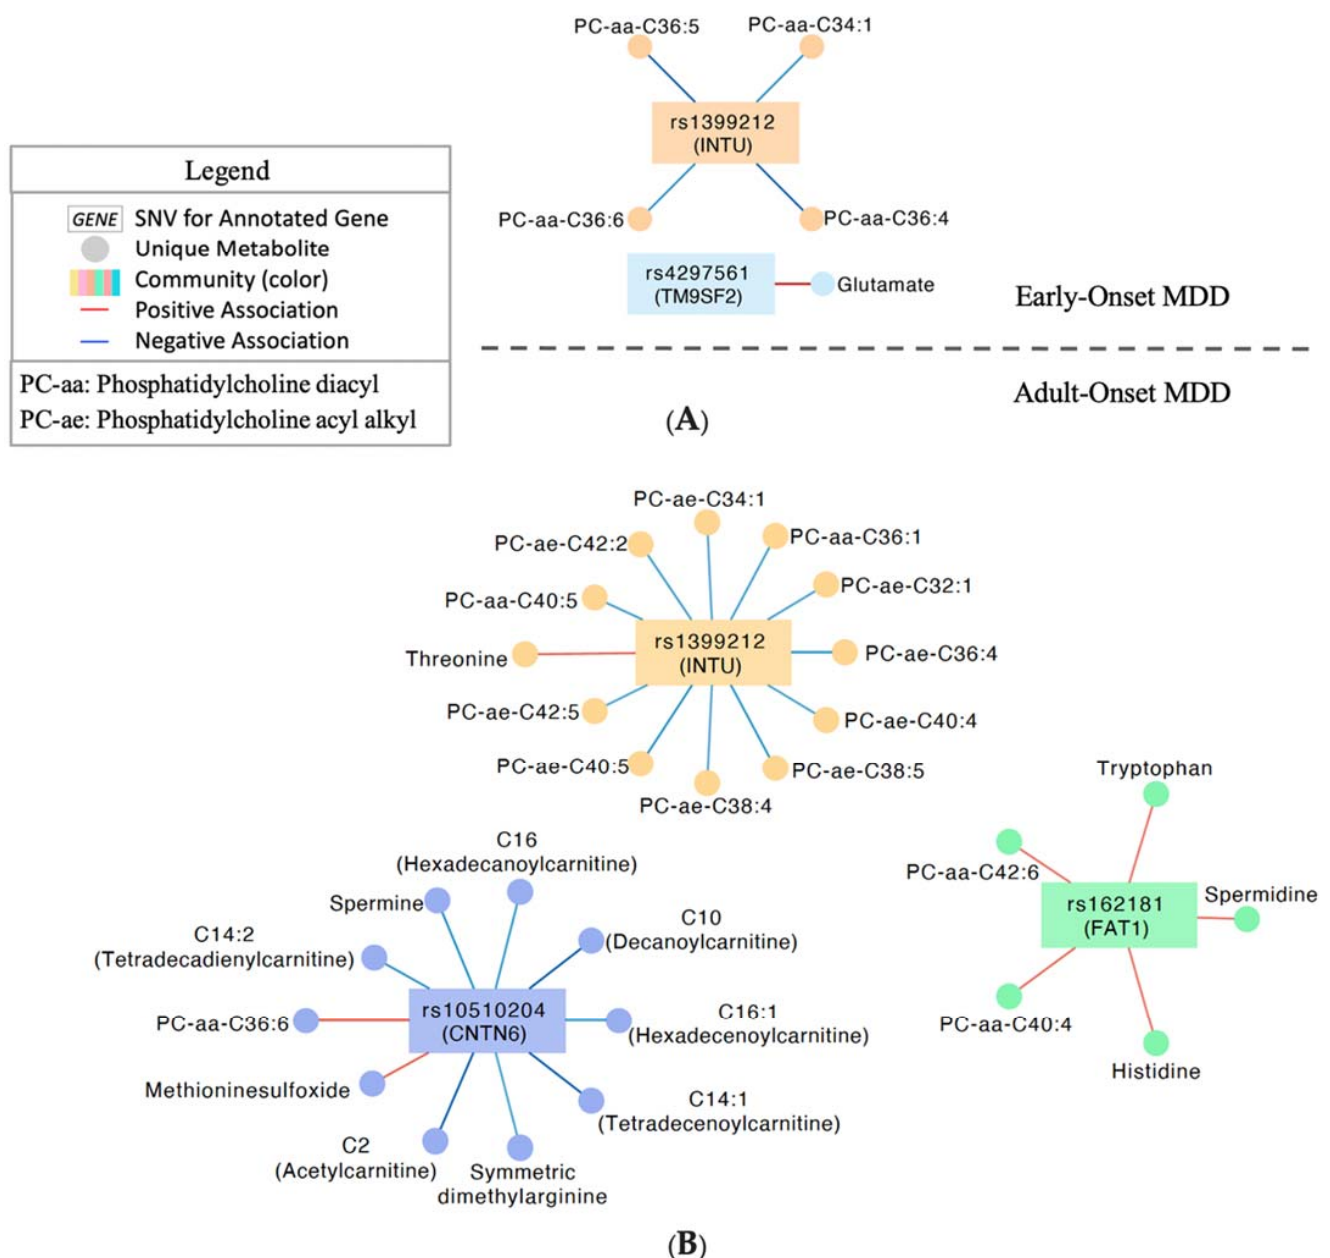 PC-aa-C36:5
PC-aa-C34:1
rs1399212
(INTU)
PC-aa-C36:6
PC-aa-C36:4
rs4297561
(TM9SF2)
Glutamate
Early-Onset MDD
Adult-Onset MDD
(A)
Legend
GENE SNV for Annotated Gene
Unique Metabolite
Community (color)
Positive Association
Negative Association
PC-aa: Phosphatidylcholine diacyl
PC-ae: Phosphatidylcholine acyl alkyl
PC-ae-C34:1
PC-ae-C42:2
PC-aa-C36:1
PC-aa-C40:5
PC-ae-C32:1
Threonine
rs1399212
(INTU)
PC-ae-C36:4
PC-ae-C42:5
PC-ae-C40:4
PC-ae-C40:5
PC-ae-C38:5
PC-ae-C38:4
Tryptophan
PC-aa-C42:6
rs162181
(FAT1)
Spermidine
PC-aa-C40:4
Histidine
C16
(Hexadecanoylcarnitine)
Spermine
C10
(Decanoylcarnitine)
C14:2
(Tetradecadienylcarnitine)
PC-aa-C36:6
rs10510204
(CNTN6)
C16:1
(Hexadecenoylcarnitine)
Methioninesulfoxide
C14:1
(Tetradecenoylcarnitine)
C2
(Acetylcarnitine)
Symmetric
dimethylarginine
(B)